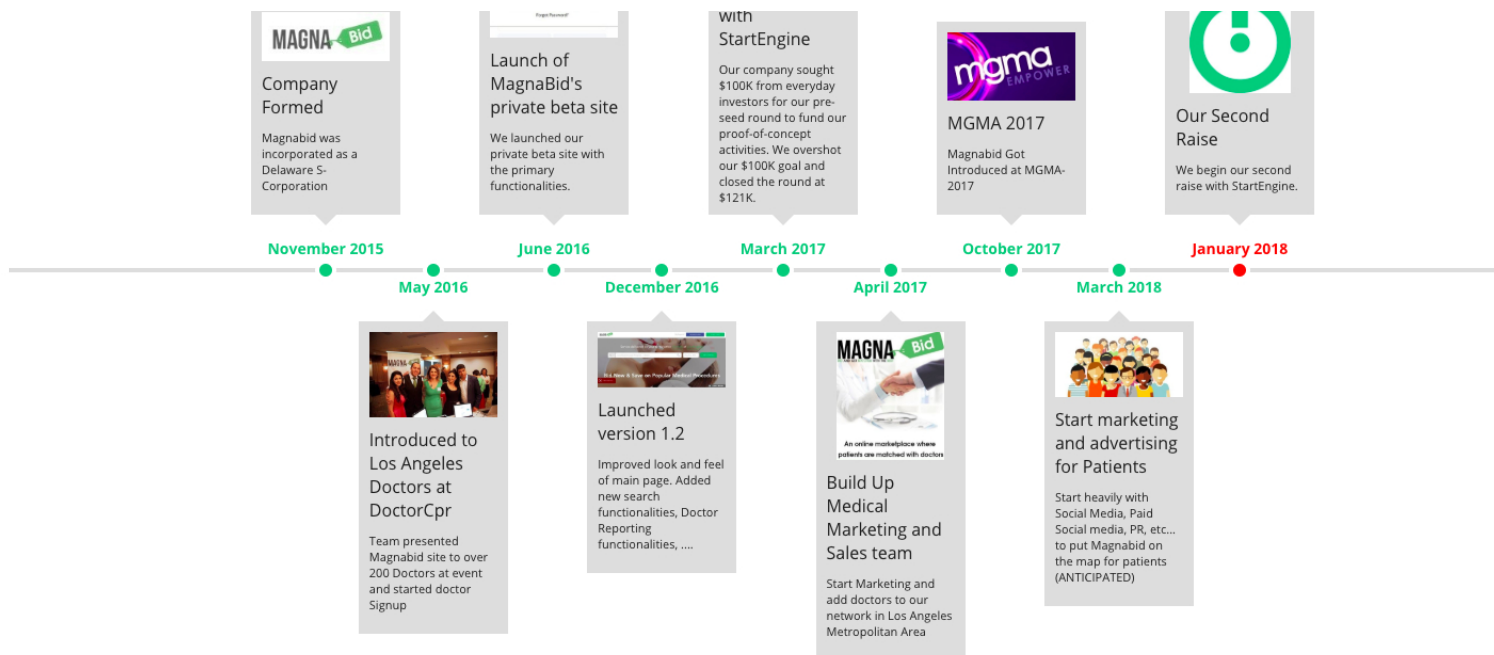 MAGNA Bid
Company
Formed
Magnabid was
incorporated as a
Delaware S-
Corporation
November 2015
Forgot Password?
Launch of
MagnaBid's
private beta site
We launched our
private beta site with
the primary
functionalities.
June 2016
with
StartEngine
Our company sought
$100K from everyday
investors for our pre-
seed round to fund our
proof-of-concept
activities. We overshot
our $100K goal and
closed the round at
$121K.
March 2017
mgma
EMPOWER
MGMA 2017
Magnabid Got
Introduced at MGMA-
2017
October 2017
Our Second
Raise
We begin our second
raise with StartEngine.
January 2018
May 2016
MAGNA
Introduced to
Los Angeles
Doctors at
DoctorCpr
Team presented
Magnabid site to over
200 Doctors at event
and started doctor
Signup
December 2016
Bid Now & Save on Popular Medical Procedures
Launched
version 1.2
Improved look and feel
of main page. Added
new search
functionalities, Doctor
Reporting
functionalities, ....
April 2017
MAGNA Bid
An online marketplace where
patients are matched with doctors
Build Up
Medical
Marketing and
Sales team
Start Marketing and
add doctors to our
network in Los Angeles
Metropolitan Area
March 2018
Start marketing
and advertising
for Patients
Start heavily with
Social Media, Paid
Social media, PR, etc...
to put Magnabid on
the map for patients
(ANTICIPATED)